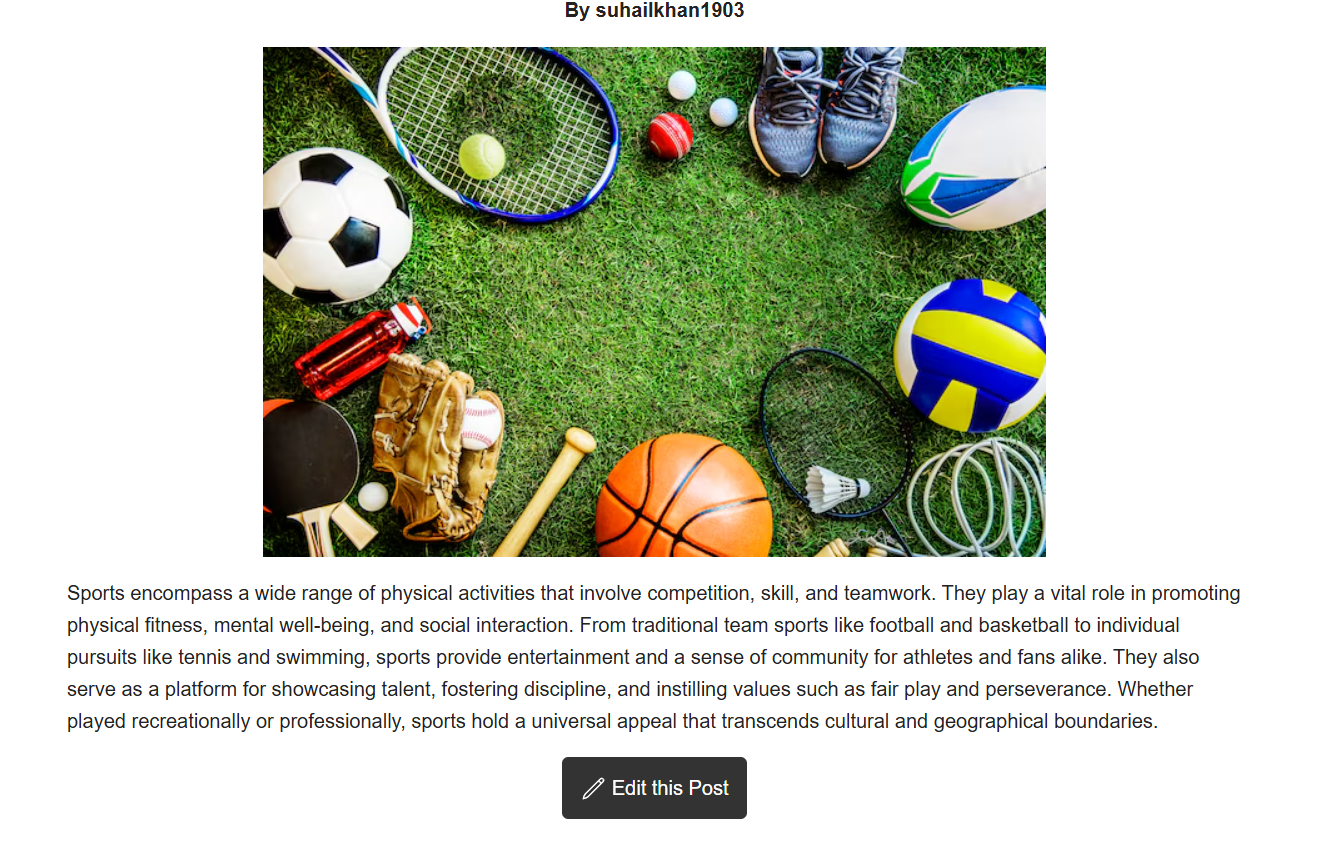 By suhailkhan1903
Sports encompass a wide range of physical activities that involve competition, skill, and teamwork. They play a vital role in promoting
physical fitness, mental well-being, and social interaction. From traditional team sports like football and basketball to individual
pursuits like tennis and swimming, sports provide entertainment and a sense of community for athletes and fans alike. They also
serve as a platform for showcasing talent, fostering discipline, and instilling values such as fair play and perseverance. Whether
played recreationally or professionally, sports hold a universal appeal that transcends cultural and geographical boundaries.
Edit this Post